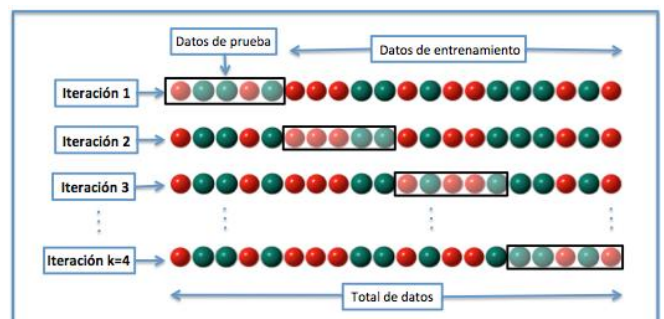 Datos de prueba
Datos de entrenamiento
Iteración 1
Iteración 2
Iteración 3
Iteración k=4
Total de datos